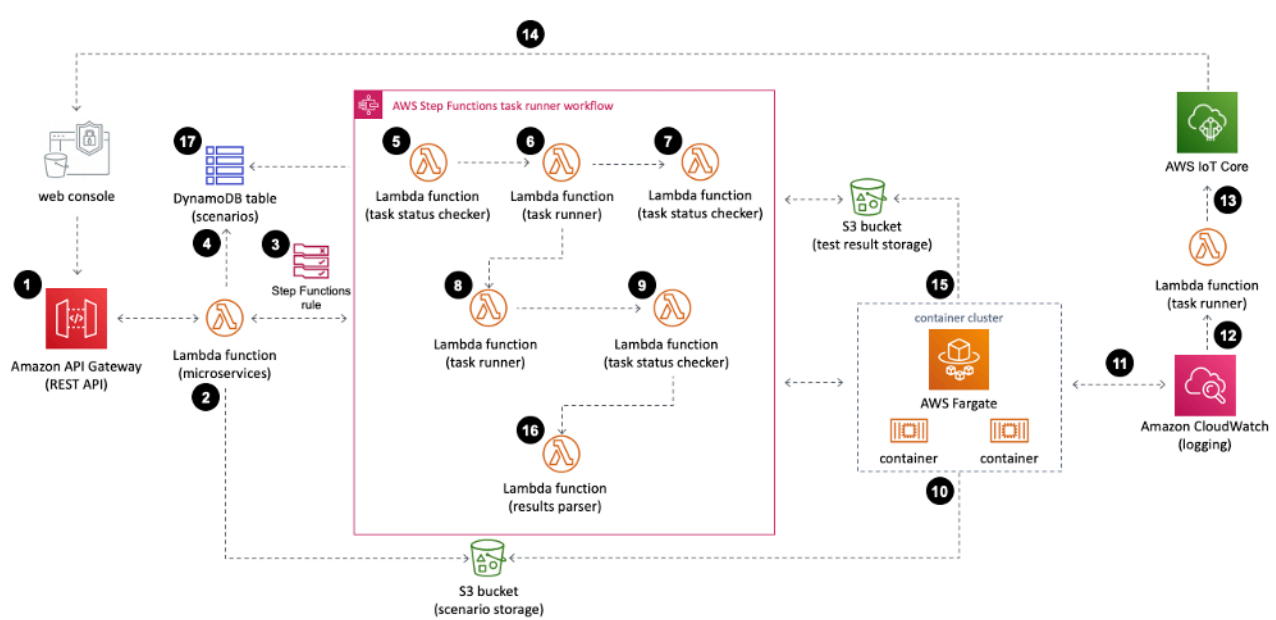 14
AWS Step Functions task runner workflow
web console
17
DynamoDB table
(scenarios)
4
3
Step Functions
rule
1
Amazon API Gateway
(REST API)
Lambda function
(microservices)
2
5
Lambda function
(task status checker)
6
Lambda function
(task runner)
7
Lambda function
(task status checker)
8
Lambda function
(task runner)
9
Lambda function
(task status checker)
16
Lambda function
(results parser)
S3 bucket
(scenario storage)
S3 bucket
(test result storage)
15
container cluster
AWS Fargate
container
container
10
11
AWS IoT Core
13
Lambda function
(task runner)
12
Amazon CloudWatch
(logging)